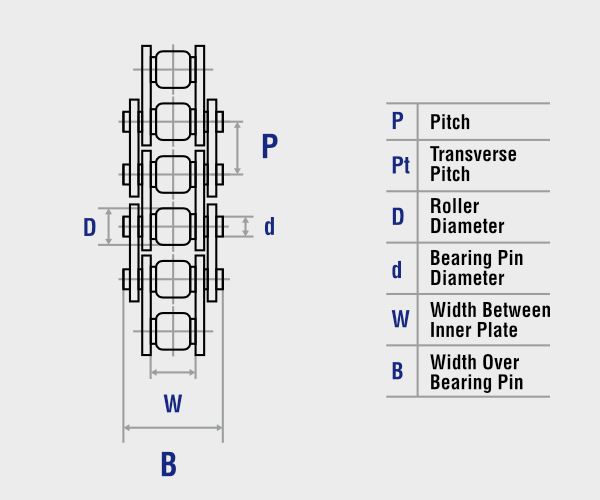 P
D
d
W
B
P Pitch
Pt Transverse
Pitch
D Roller
Diameter
d Bearing Pin
Diameter
W Width Between
Inner Plate
B Width Over
Bearing Pin